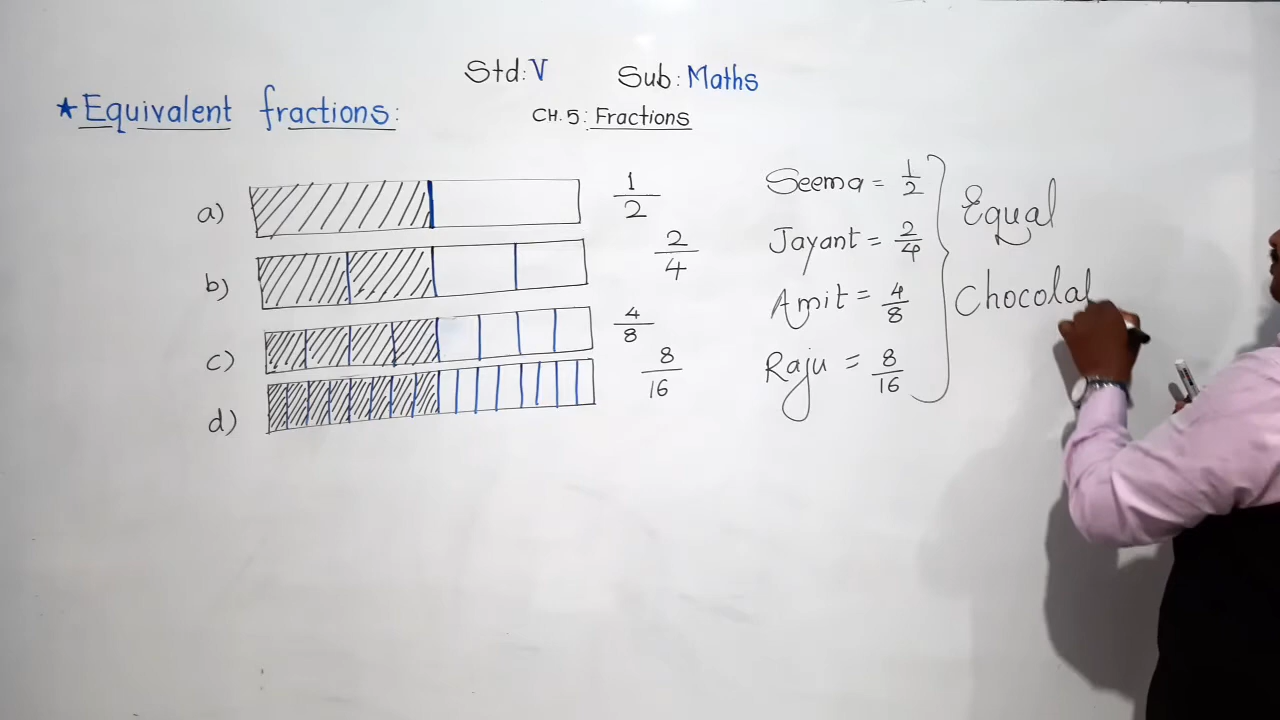 Std: V Sub: Maths
★ Equivalent fractions:
CH. 5: Fractions
a) 1/2
b) 2/4
c) 4/8
d) 8/16
Seema = 1/2
Jayant = 2/4
Amit = 4/8
Raju = 8/16
Equal
Chocolat